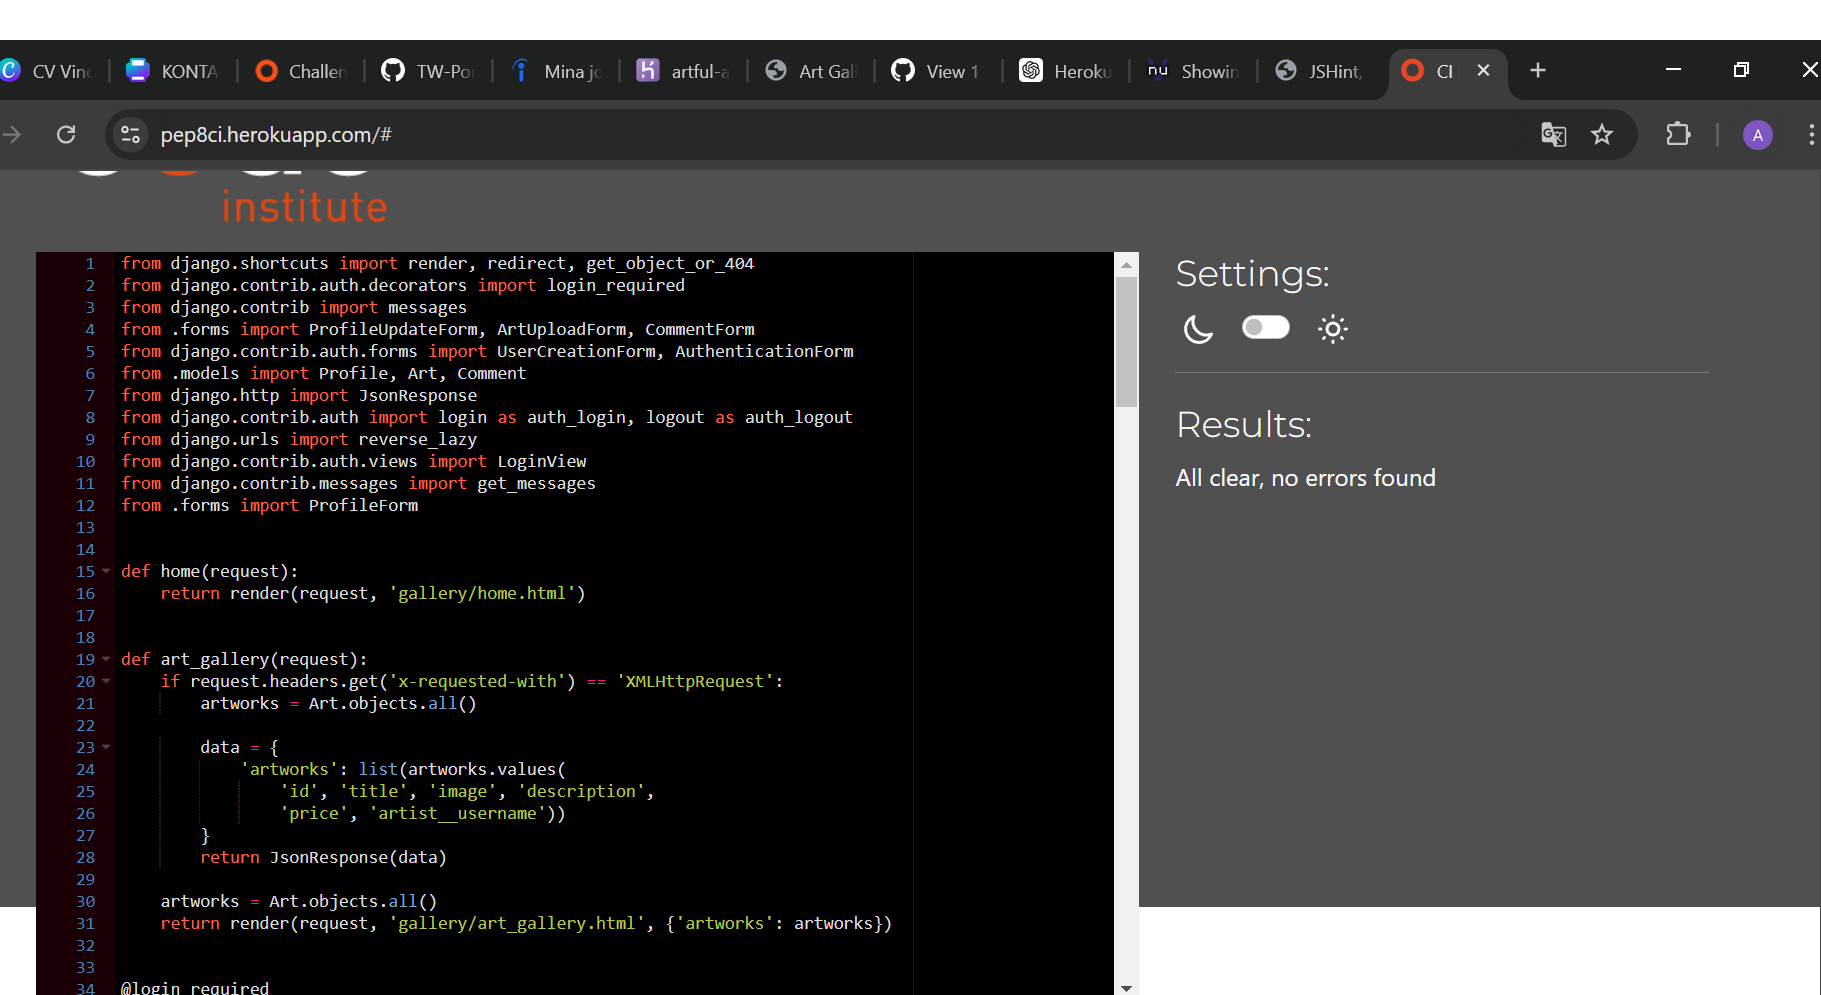 CV Vinc
KONTA
Challen
TW-Po
Mina jo
artful-a
Art Gall
View 1
Heroku
Showin
JSHint,
CI
pep8ci.herokuapp.com/#
A
institute
1 from django.shortcuts import render, redirect, get_object_or_404
2 from django.contrib.auth.decorators import login_required
3 from django.contrib import messages
4 from .forms import ProfileUpdateForm, ArtUploadForm, CommentForm
5 from django.contrib.auth.forms import UserCreationForm, AuthenticationForm
6 from .models import Profile, Art, Comment
7 from django.http import JsonResponse
8 from django.contrib.auth import login as auth_login, logout as auth_logout
9 from django.urls import reverse_lazy
10 from django.contrib.auth.views import LoginView
11 from django.contrib.messages import get_messages
12 from .forms import ProfileForm
13
14
15 def home(request):
16     return render(request, 'gallery/home.html')
17
18
19 def art_gallery(request):
20     if request.headers.get('x-requested-with') == 'XMLHttpRequest':
21         artworks = Art.objects.all()
22
23         data = {
24             'artworks': list(artworks.values(
25                 'id', 'title', 'image', 'description',
26                 'price', 'artist__username'))
27         }
28         return JsonResponse(data)
29
30     artworks = Art.objects.all()
31     return render(request, 'gallery/art_gallery.html', {'artworks': artworks})
32
33
34 @login_required
Settings:
Results:
All clear, no errors found